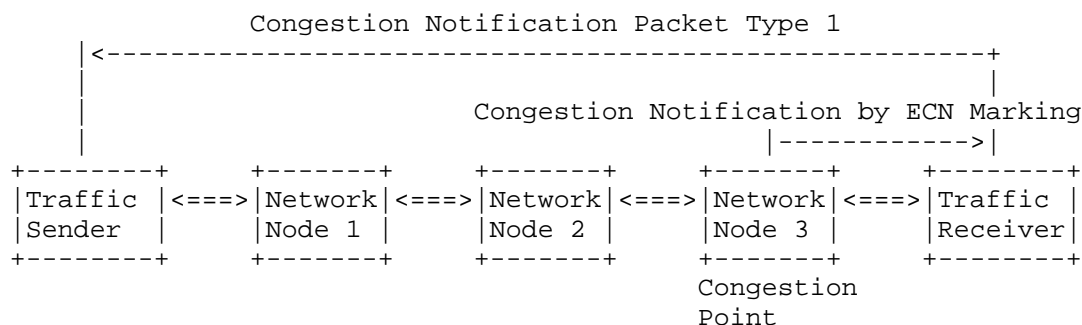 Congestion Notification Packet Type 1
|<-------------------------------------------------------+
|                                                        |
|                        Congestion Notification by ECN Marking
|                                           |------------>|
+--------+     +-------+     +-------+     +-------+     +--------+
|Traffic |<===>|Network|<===>|Network|<===>|Network|<===>|Traffic |
|Sender  |     |Node 1 |     |Node 2 |     |Node 3 |     |Receiver|
+--------+     +-------+     +-------+     +-------+     +--------+
Congestion
Point